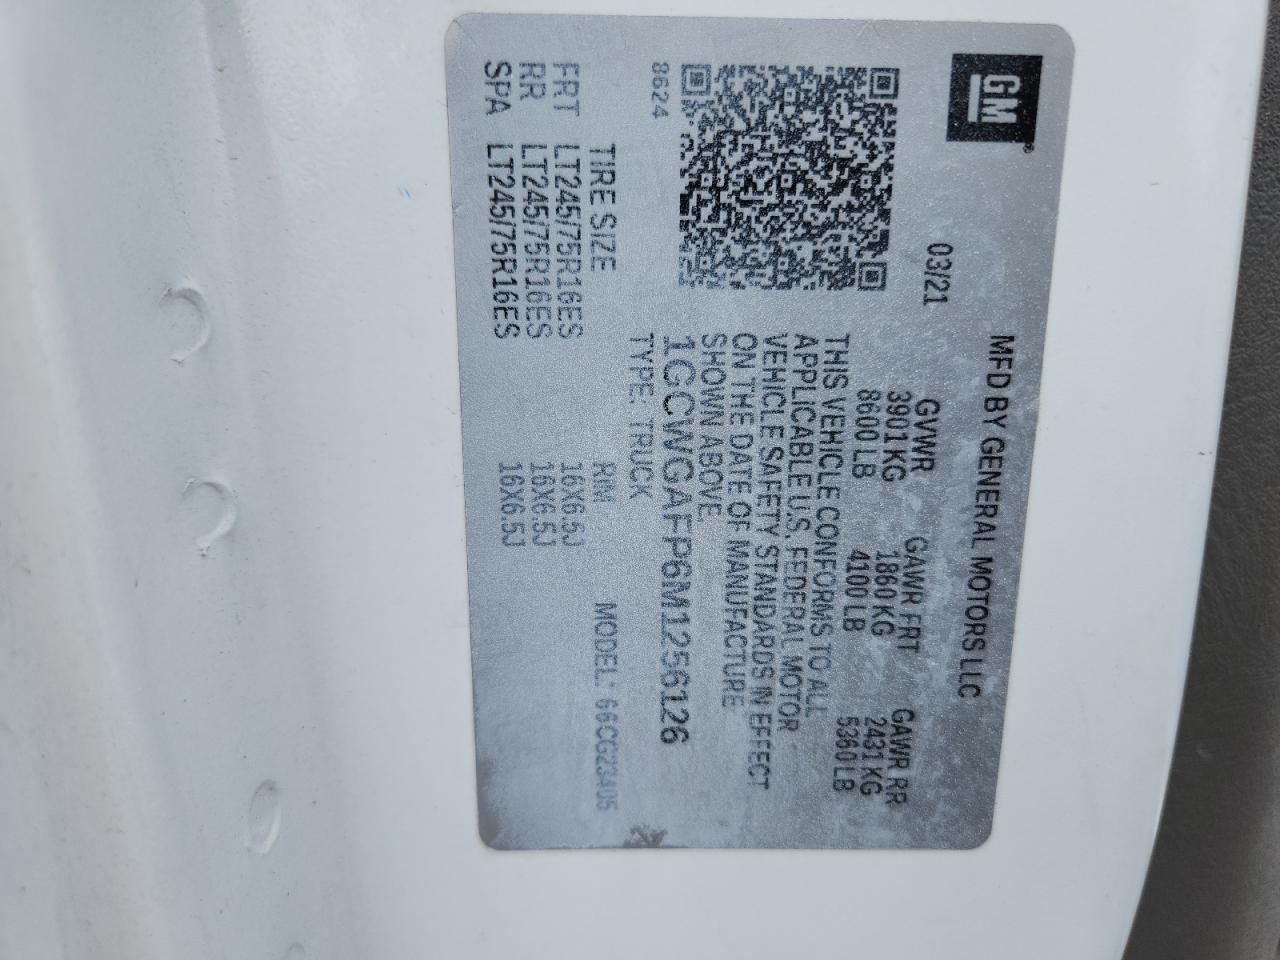 GM
MFD BY GENERAL MOTORS LLC
03/21
GVWR GAWR FRT GAWR RR
3901 KG 1860 KG 2431 KG
8600 LB 4100 LB 5360 LB
THIS VEHICLE CONFORMS TO ALL
APPLICABLE U.S. FEDERAL MOTOR
VEHICLE SAFETY STANDARDS IN EFFECT
ON THE DATE OF MANUFACTURE
SHOWN ABOVE.
1GCWGAFP6M1256126
8624 TYPE: TRUCK
TIRE SIZE RIM MODEL: 66CG23405
FRT LT245/75R16ES 16X6.5J
RR LT245/75R16ES 16X6.5J
SPA LT245/75R16ES 16X6.5J